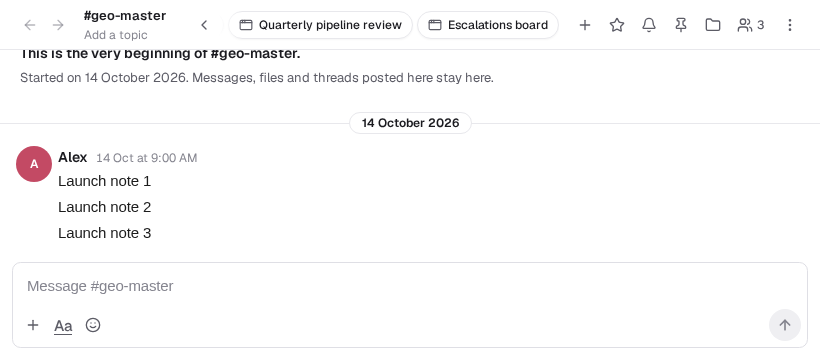 #geo-master
Add a topic
Quarterly pipeline review
Escalations board
3
This is the very beginning of #geo-master.
Started on 14 October 2026. Messages, files and threads posted here stay here.
14 October 2026
A
Alex 14 Oct at 9:00 AM
Launch note 1
Launch note 2
Launch note 3
Message #geo-master
Aa